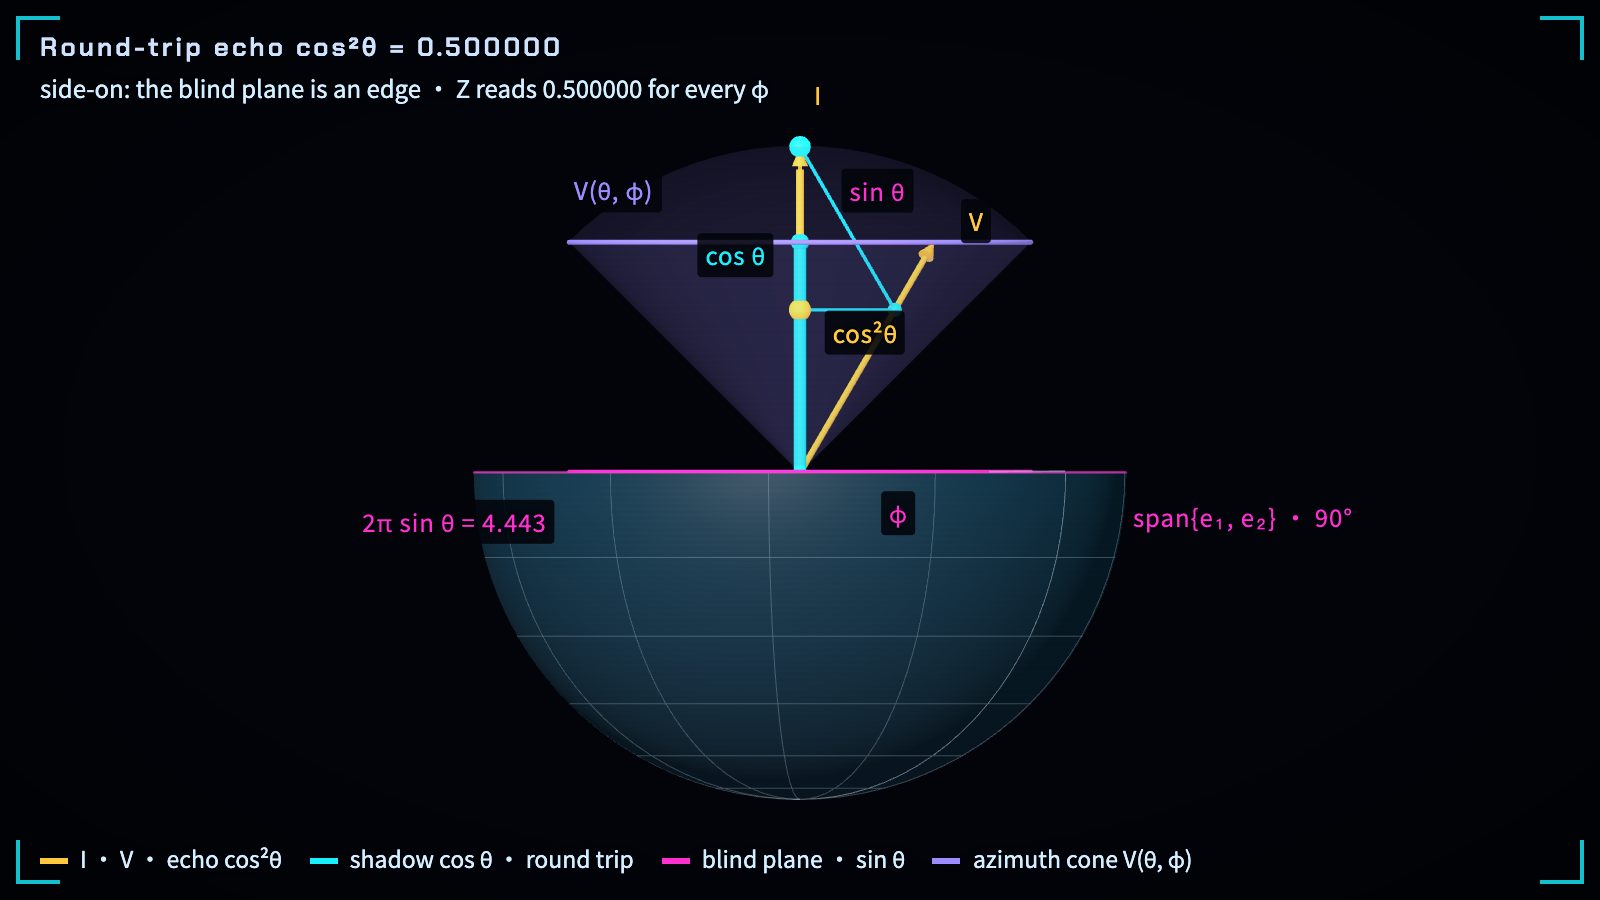 Round-trip echo cos²θ = 0.500000
side-on: the blind plane is an edge • Z reads 0.500000 for every ϕ
I
V(θ, ϕ)
sin θ
V
cos θ
cos²θ
2π sin θ = 4.443
ϕ
span{e₁, e₂} • 90°
I • V • echo cos²θ
shadow cos θ • round trip
blind plane • sin θ
azimuth cone V(θ, ϕ)